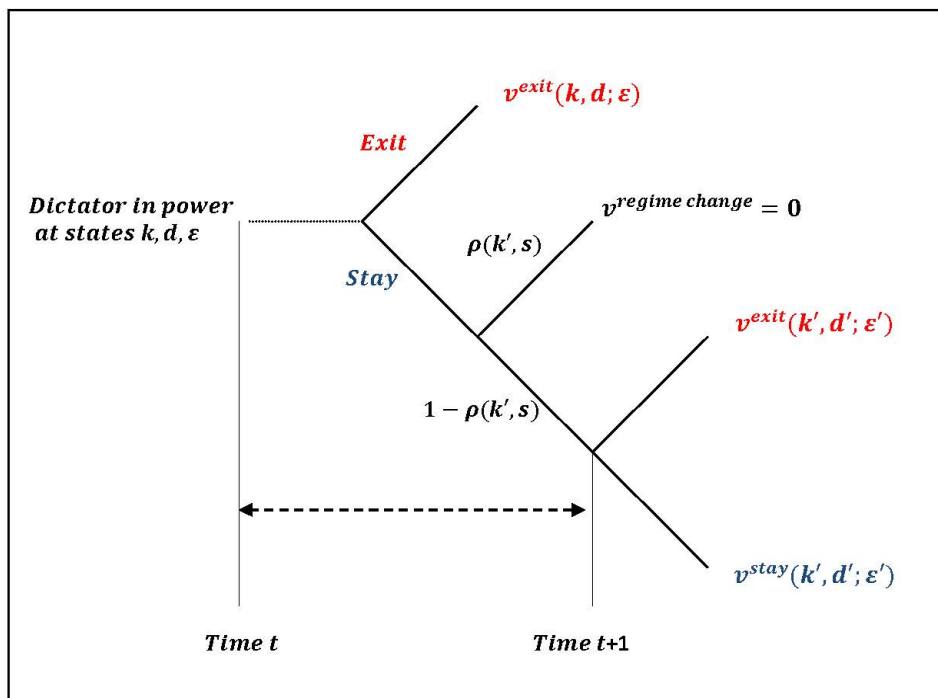 v^{exit}(k, d; ε)
Exit
Dictator in power
at states k, d, ε
v^{regime change} = 0
ρ(k', s)
Stay
v^{exit}(k', d'; ε')
1 − ρ(k', s)
v^{stay}(k', d'; ε')
Time t
Time t+1